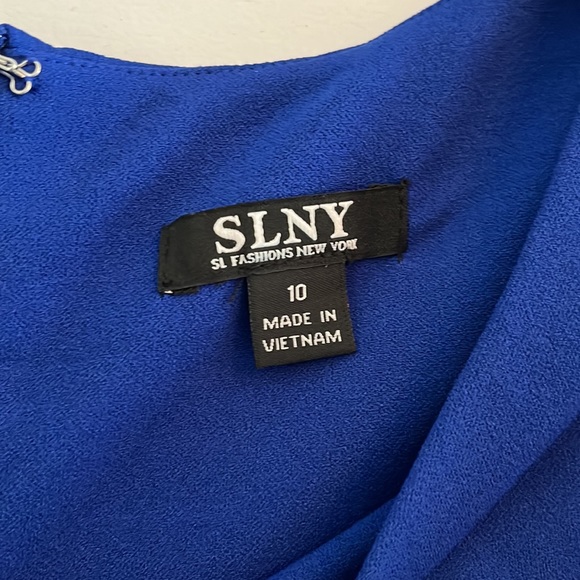 SLNY
SL FASHIONS NEW YORK
10
MADE IN
VIETNAM